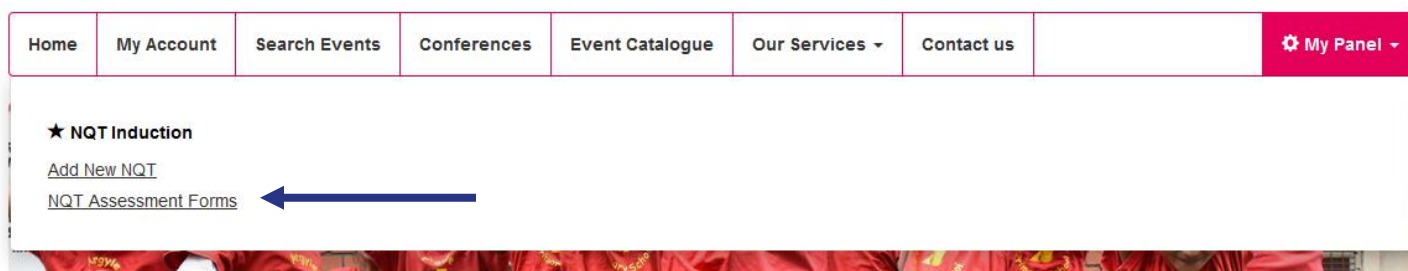 Home My Account Search Events Conferences Event Catalogue Our Services Contact us My Panel
★ NQT Induction
Add New NQT
NQT Assessment Forms
Argyle